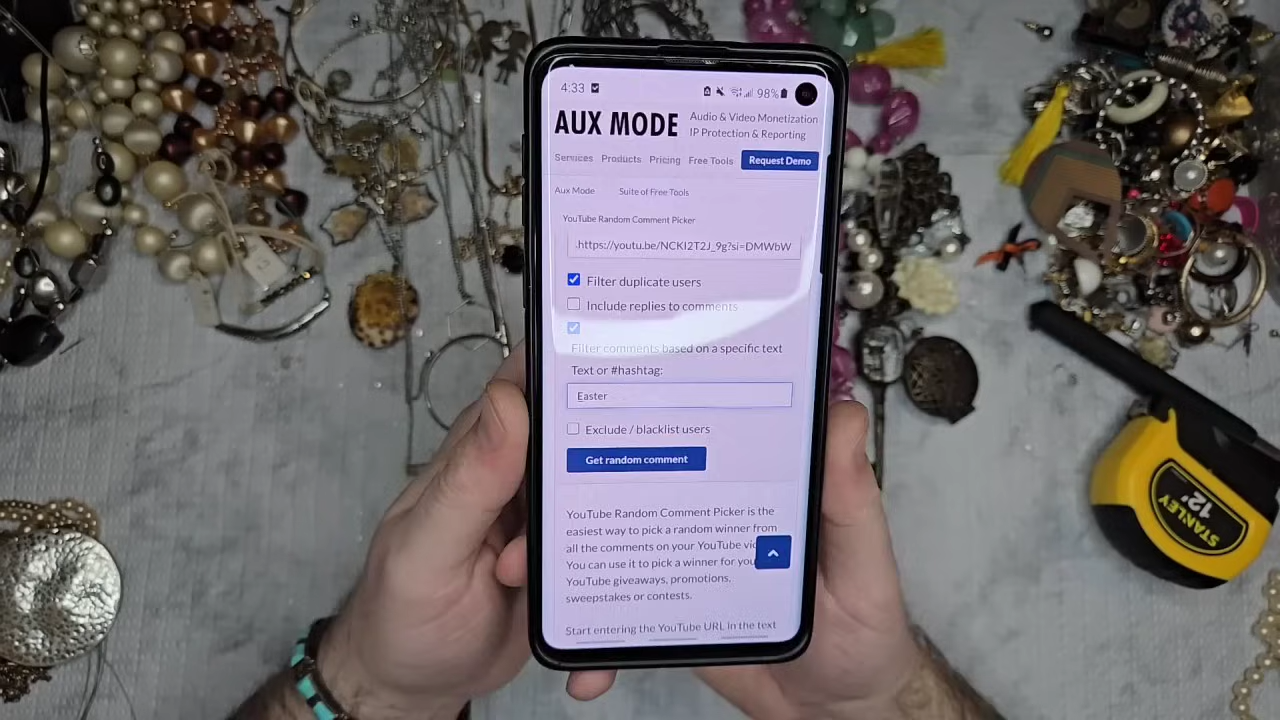 4:33
98%
AUX MODE
Audio & Video Monetization
IP Protection & Reporting
Services Products Pricing Free Tools Request Demo
Aux Mode Suite of Free Tools
YouTube Random Comment Picker
.https://youtu.be/NCKI2T2J_9g?si=DMWbW
Filter duplicate users
Include replies to comments
Filter comments based on a specific text
Text or #hashtag:
Easter
Exclude / blacklist users
Get random comment
YouTube Random Comment Picker is the
easiest way to pick a random winner from
all the comments on your YouTube vi
You can use it to pick a winner for you
YouTube giveaways, promotions,
sweepstakes or contests.
Start entering the YouTube URL in the text
STANLEY
12'